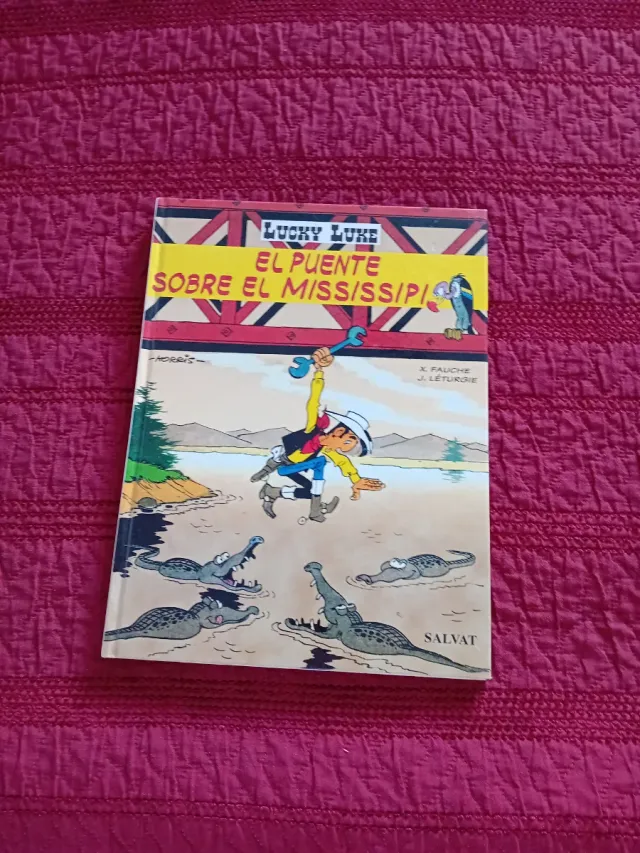 LUCKY LUKE
EL PUENTE
SOBRE EL MISSISSIPI
MORRIS
X. FAUCHE
J. LÉTURGIE
SALVAT